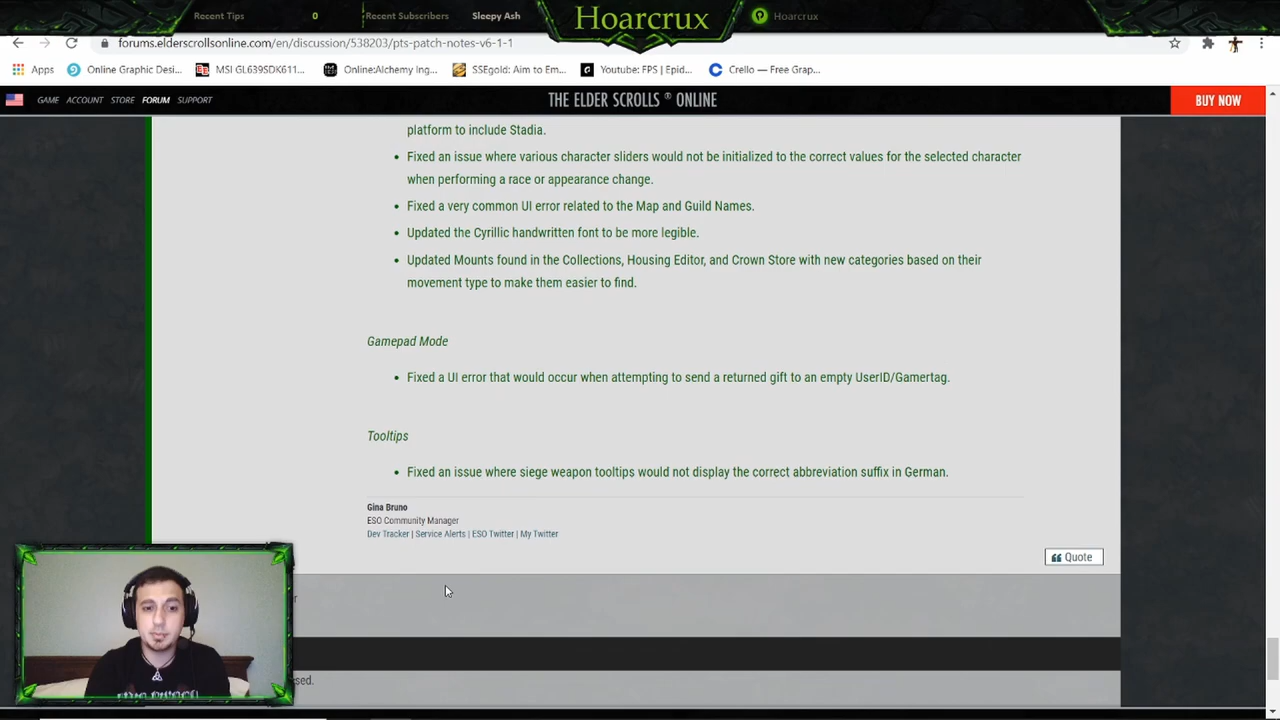 Recent Tips 0 Recent Subscribers Sleepy Ash Hoarcrux Hoarcrux
forums.elderscrollsonline.com/en/discussion/538203/pts-patch-notes-v6-1-1
Apps Online Graphic Desi... MSI GL639SDK611... Online:Alchemy Ing... SSEgold: Aim to Em... Youtube: FPS | Epid... Crello — Free Grap...
GAME ACCOUNT STORE FORUM SUPPORT THE ELDER SCROLLS ® ONLINE BUY NOW
platform to include Stadia.
• Fixed an issue where various character sliders would not be initialized to the correct values for the selected character
when performing a race or appearance change.
• Fixed a very common UI error related to the Map and Guild Names.
• Updated the Cyrillic handwritten font to be more legible.
• Updated Mounts found in the Collections, Housing Editor, and Crown Store with new categories based on their
movement type to make them easier to find.
Gamepad Mode
• Fixed a UI error that would occur when attempting to send a returned gift to an empty UserID/Gamertag.
Tooltips
• Fixed an issue where siege weapon tooltips would not display the correct abbreviation suffix in German.
Gina Bruno
ESO Community Manager
Dev Tracker | Service Alerts | ESO Twitter | My Twitter
Quote